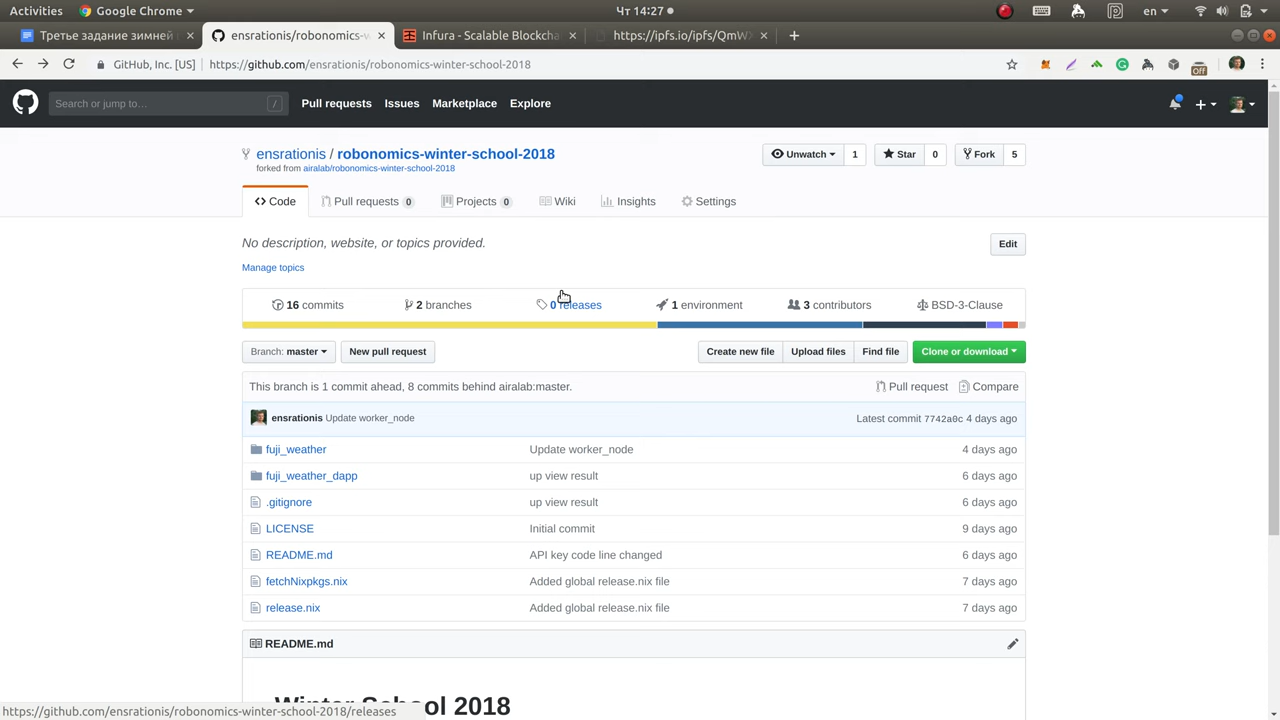 Activities Google Chrome Чт 14:27 en
Третье задание зимней ensrationis/robonomics-w Infura - Scalable Blockcha https://ipfs.io/ipfs/QmW
GitHub, Inc. [US] https://github.com/ensrationis/robonomics-winter-school-2018 Off
Search or jump to… / Pull requests Issues Marketplace Explore
ensrationis / robonomics-winter-school-2018 Unwatch 1 Star 0 Fork 5
forked from airalab/robonomics-winter-school-2018
Code Pull requests 0 Projects 0 Wiki Insights Settings
No description, website, or topics provided. Edit
Manage topics
16 commits 2 branches 0 releases 1 environment 3 contributors BSD-3-Clause
Branch: master New pull request Create new file Upload files Find file Clone or download
This branch is 1 commit ahead, 8 commits behind airalab:master. Pull request Compare
ensrationis Update worker_node Latest commit 7742a0c 4 days ago
fuji_weather Update worker_node 4 days ago
fuji_weather_dapp up view result 6 days ago
.gitignore up view result 6 days ago
LICENSE Initial commit 9 days ago
README.md API key code line changed 6 days ago
fetchNixpkgs.nix Added global release.nix file 7 days ago
release.nix Added global release.nix file 7 days ago
README.md
Winter School 2018
https://github.com/ensrationis/robonomics-winter-school-2018/releases